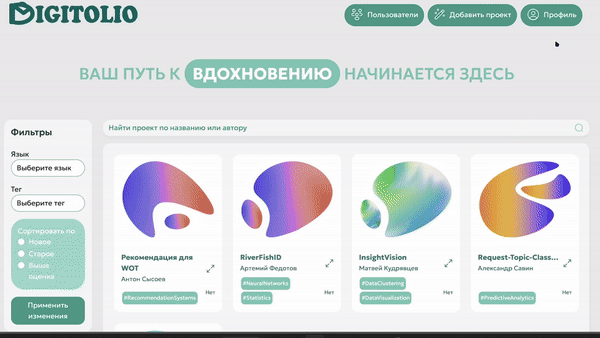 DIGITOLIO
Пользователи
Добавить проект
Профиль
ВАШ ПУТЬ К ВДОХНОВЕНИЮ НАЧИНАЕТСЯ ЗДЕСЬ
Фильтры
Язык
Выберите язык
Тег
Выберите тег
Сортировать по
Новое
Старое
Выше
оценка
Применить
изменения
Найти проект по названию или автору
Рекомендация для
WOT
Антон Сысоев
#RecommendationSystems
Нет
RiverFishID
Артемий Федотов
#NeuralNetworks
#Statistics
Нет
InsightVision
Матвей Кудрявцев
#DataClustering
#DataVisualization
Нет
Request-Topic-Class...
Александр Савин
#PredictiveAnalytics
Нет